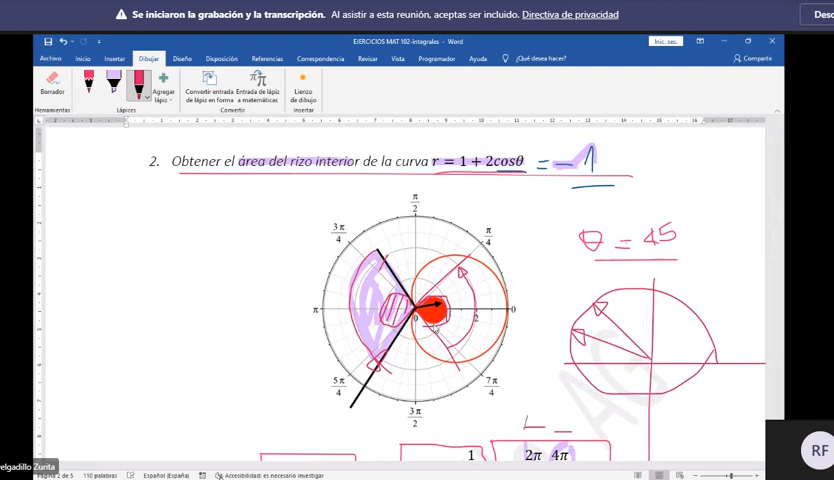 Se iniciaron la grabación y la transcripción. Al asistir a esta reunión, aceptas ser incluido. Directiva de privacidad
EJERCICIOS MAT 102-integrales - Word
Inic. ses.
Archivo Inicio Insertar Dibujar Diseño Disposición Referencias Correspondencia Revisar Vista Programador Ayuda ¿Qué desea hacer? Compartir
Borrador
Agregar lápiz
Convertir entrada de lápiz en forma
Convertir entrada de lápiz a matemáticas
Lienzo de dibujo
Herramientas Lápices Convertir Insertar
2. Obtener el área del rizo interior de la curva r = 1 + 2cosθ = -1
π/2
3π/4
π/4
θ = 45
π
0
2
0
5π/4
7π/4
3π/2
1
2π 4π
elgadillo Zurita
RF
Página 2 de 5 110 palabras Español (España) Accesibilidad: es necesario investigar